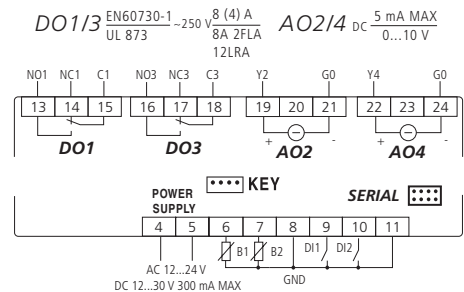 DO1/3 EN60730-1 ~250 V 8 (4) A AO2/4 DC 5 mA MAX
UL 873 8A 2FLA 0...10 V
12LRA
NO1 NC1 C1 NO3 NC3 C3 Y2 G0 Y4 G0
13 14 15 16 17 18 19 20 21 22 23 24
+ - + -
DO1 DO3 AO2 AO4
KEY
POWER SERIAL
SUPPLY
4 5 6 7 8 9 10 11
B1 B2 DI1 DI2
AC 12...24 V GND
DC 12...30 V 300 mA MAX